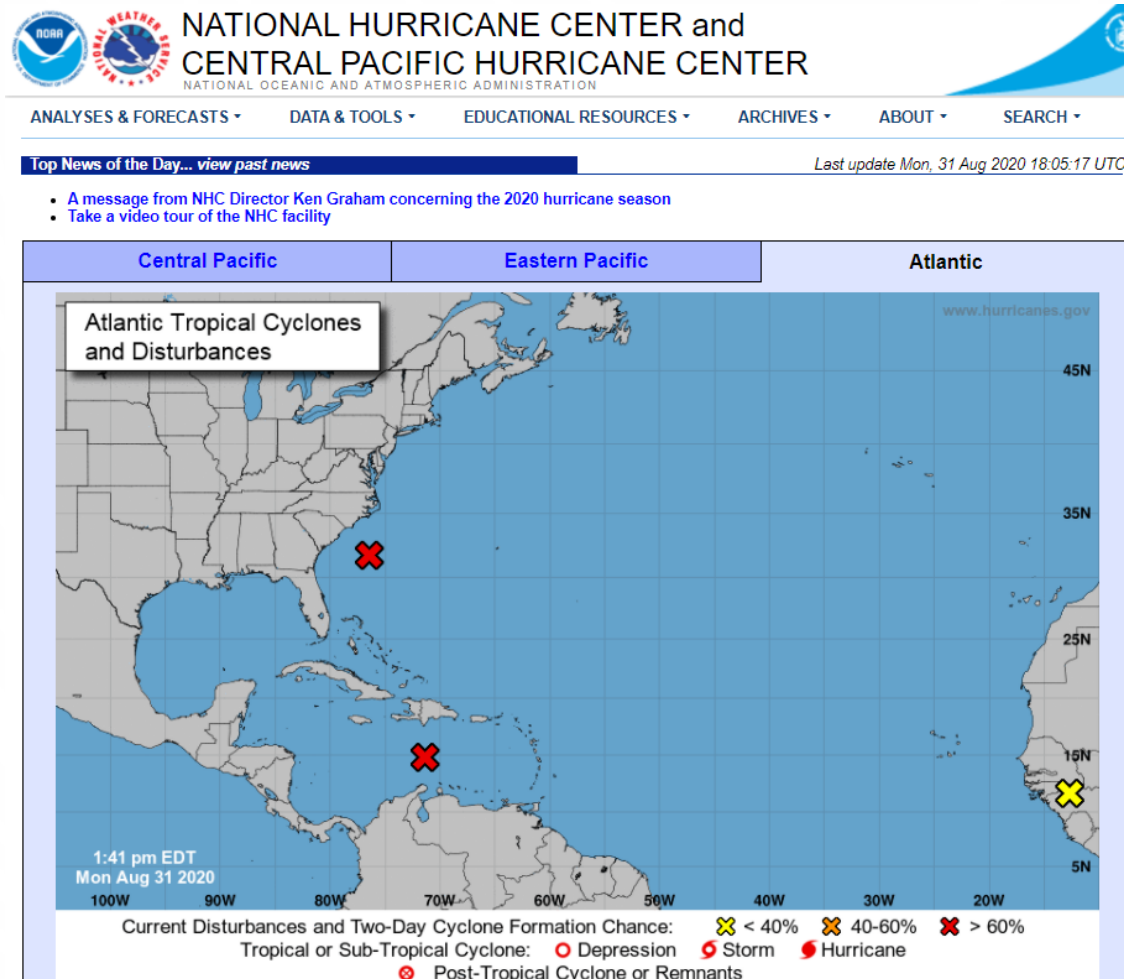 NOAA
NATIONAL WEATHER SERVICE
NATIONAL HURRICANE CENTER and
CENTRAL PACIFIC HURRICANE CENTER
NATIONAL OCEANIC AND ATMOSPHERIC ADMINISTRATION
ANALYSES & FORECASTS DATA & TOOLS EDUCATIONAL RESOURCES ARCHIVES ABOUT SEARCH
Top News of the Day... view past news Last update Mon, 31 Aug 2020 18:05:17 UTC
A message from NHC Director Ken Graham concerning the 2020 hurricane season
Take a video tour of the NHC facility
Central Pacific Eastern Pacific Atlantic
Atlantic Tropical Cyclones
and Disturbances
www.hurricanes.gov
45N
35N
25N
15N
5N
1:41 pm EDT
Mon Aug 31 2020
100W 90W 80W 70W 60W 50W 40W 30W 20W
Current Disturbances and Two-Day Cyclone Formation Chance: < 40% 40-60% > 60%
Tropical or Sub-Tropical Cyclone: Depression Storm Hurricane
Post-Tropical Cyclone or Remnants